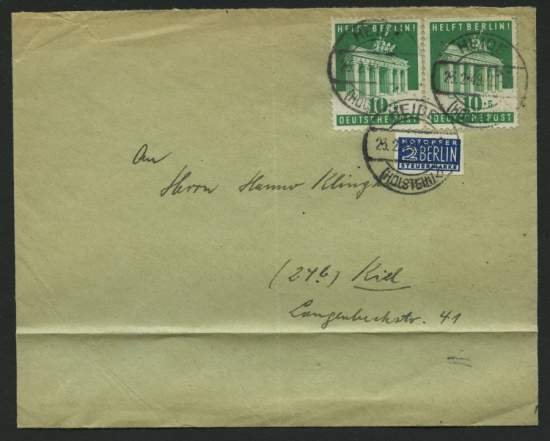 HELFT BERLIN!
10
DEUTSCHE POST
HELFT BERLIN!
10
DEUTSCHE POST
HEIDE
(HOLSTEIN)
NOTOPFER
2 BERLIN
STEUERMARKE
An
Herrn Hanno
(24b) Kiel
Langenbeckstr. 41